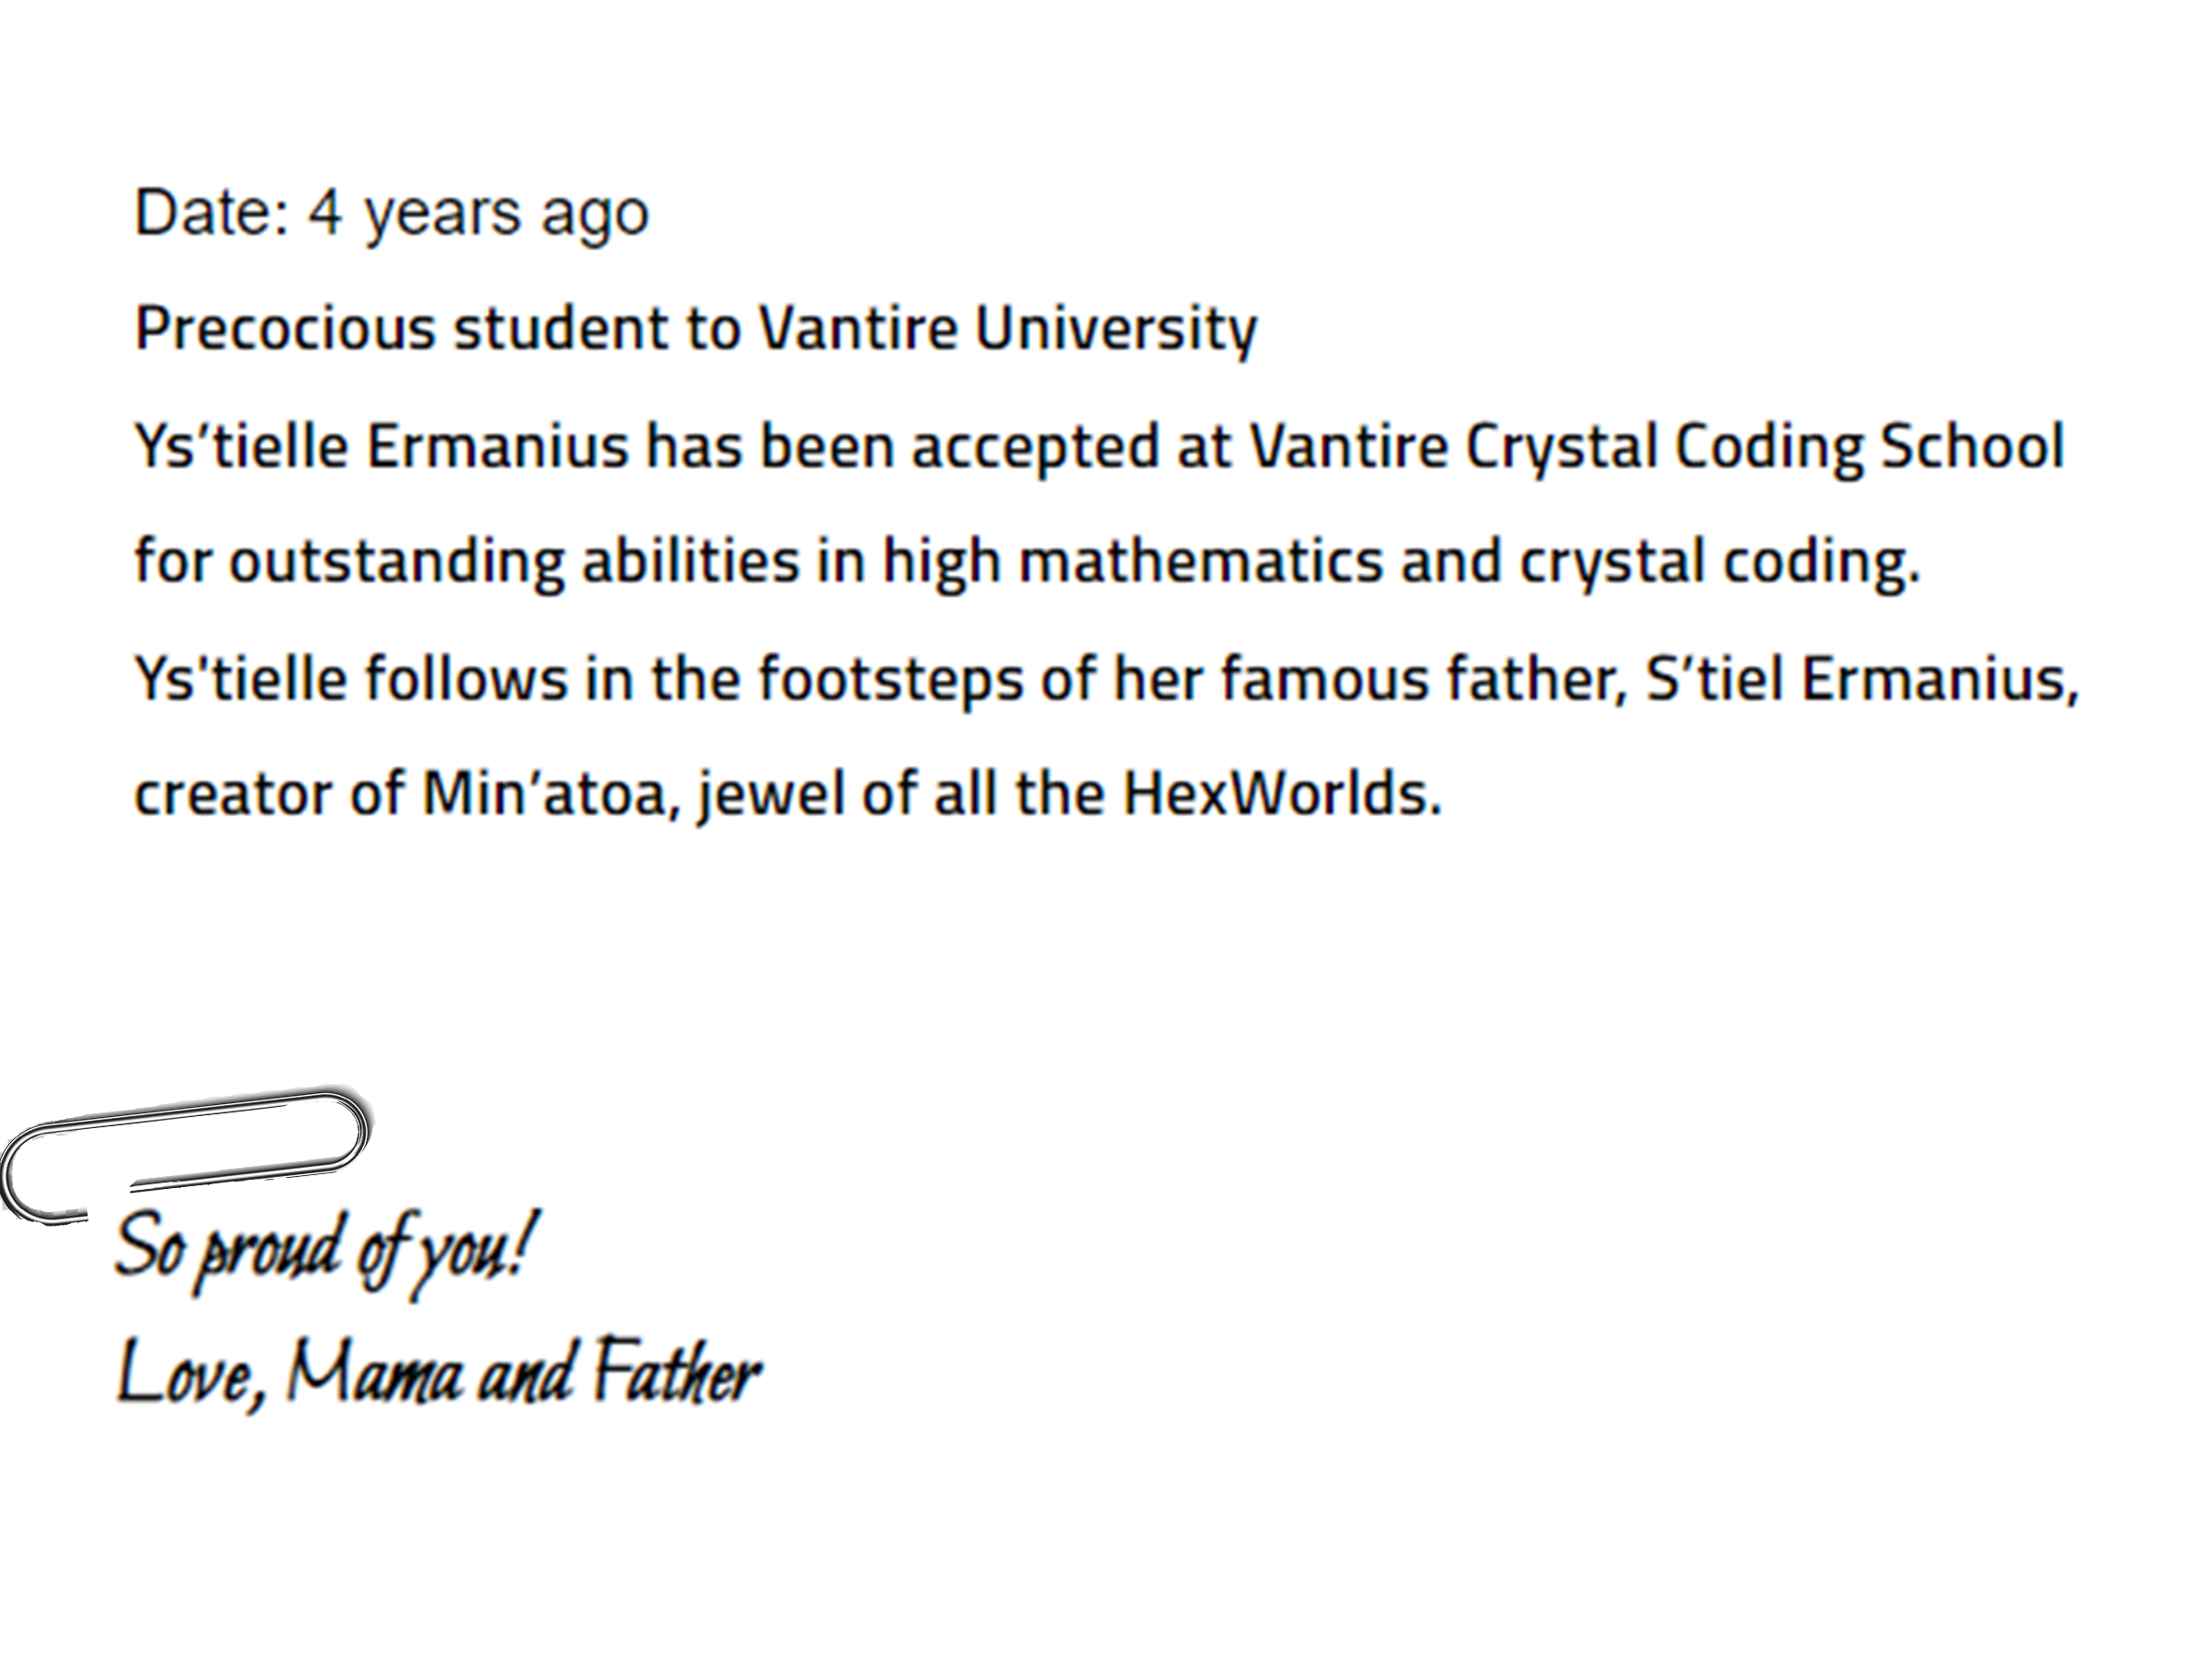 Date: 4 years ago
Precocious student to Vantire University
Ys’tielle Ermanius has been accepted at Vantire Crystal Coding School
for outstanding abilities in high mathematics and crystal coding.
Ys'tielle follows in the footsteps of her famous father, S’tiel Ermanius,
creator of Min’atoa, jewel of all the HexWorlds.
So proud of you!
Love, Mama and Father